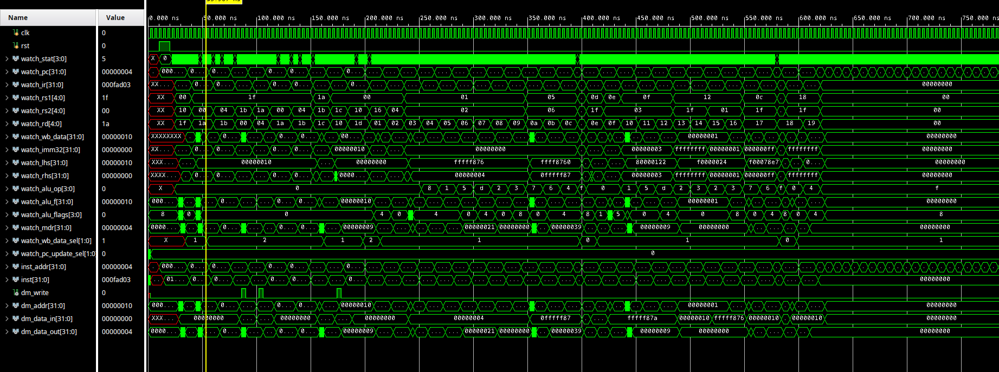 Name Value 0.000 ns 50.000 ns 100.000 ns 150.000 ns 200.000 ns 250.000 ns 300.000 ns 350.000 ns 400.000 ns 450.000 ns 500.000 ns 550.000 ns 600.000 ns 650.000 ns 700.000 ns 750.000 ns
clk 0
rst 0
watch_stat[3:0] 5 X 0
watch_pc[31:0] 00000004 000... 0... 0... 0... 0... 0...
watch_ir[31:0] 000fad03 XX... 0... 0... 0... 0... 0... 00000000
watch_rs1[4:0] 1f XX 00 1f 1a 00 01 05 0d 0e 0f 12 0c 18 00
watch_rs2[4:0] 00 XX 10 00 04 1b 1a 00 04 1b 1c 10 16 04 02 06 1f 03 1f 01 1f 1f 00
watch_rd[4:0] 1a XX 1f 1a 1b 00 04 1a 1b 1c 10 1d 01 02 03 04 05 06 07 08 09 0a 0b 0c 0e 0f 10 11 12 13 14 15 16 17 18 19 00
watch_wb_data[31:0] 00000010 XXXXXXXX 0... 0... 0... 00... 00000001 00000000
watch_imm32[31:0] 00000000 XX... 0... 0... 0... 0... 00000010 00000000 00000003 ffffffff 00000001 000000ff ffffffff 00000000
watch_lhs[31:0] 00000010 XXX... 00000010 00000000 fffff876 ffff8760 80000122 f0000024 f00078e7 0... 00000000
watch_rhs[31:0] 00000000 XXXX... 0... 0... 0... 0... 0000... 00000004 0fffff87 00000003 ffffffff 00000001 000000ff ffffffff 00000000
watch_alu_op[3:0] 0 X 0 8 1 5 d 2 3 7 6 4 f 0 1 5 d 2 3 2 3 7 6 f 0 4 f
watch_alu_f[31:0] 00000010 000... 0... 0... 0... 00000010 00000001 00000000
watch_alu_flags[3:0] 0 8 0 0 4 0 4 0 4 0 8 0 4 8 1 5 0 4 0 8 0 4 8 0 4 8
watch_mdr[31:0] 00000004 0000... 0... 0... 0... 00000009 00000021 00000000 00000039 00000009 00000000 00000000
watch_wb_data_sel[1:0] 1 X 1 2 1 2 1 0 1 0 1
watch_pc_update_sel[1:0] 0 0
inst_addr[31:0] 00000004 000... 0... 0... 0... 0... 0...
inst[31:0] 000fad03 01... 0... 0... 0... 0... 0... 00000000
dm_write 0
dm_addr[31:0] 00000010 000... 0... 0... 0... 00000010 00000001 00000000
dm_data_in[31:0] 00000000 XXX... 00000000 00000000 00000000 00000004 0fffff87 fffff87a 00000010 fffff876 00000010 00000010 00000000
dm_data_out[31:0] 00000004 0000... 0... 0... 0... 00000009 00000021 00000000 00000039 00000009 00000000 00000000